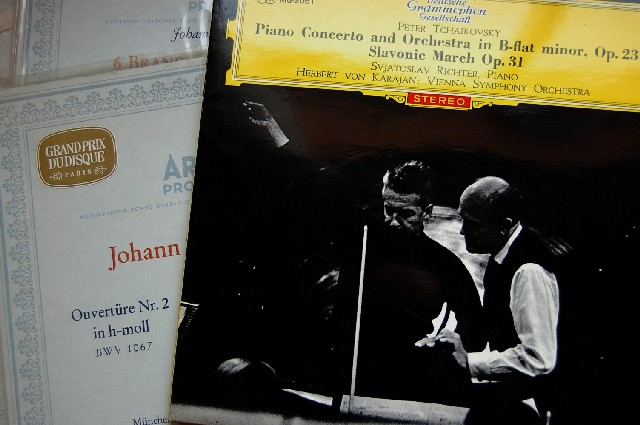 Johann
6 BRAND
GRAND PRIX
DU DISQUE
PARIS
AR
PRO
Johann
Ouvertüre Nr. 2
in h-moll
BWV 1067
München
MG 2061
Deutsche
Grammophon
Gesellschaft
PETER TCHAIKOVSKY
Piano Concerto and Orchestra in B-flat minor, Op. 23
Slavonic March Op. 31
SVJATOSLAV RICHTER, PIANO
HERBERT VON KARAJAN: VIENNA SYMPHONY ORCHESTRA
STEREO